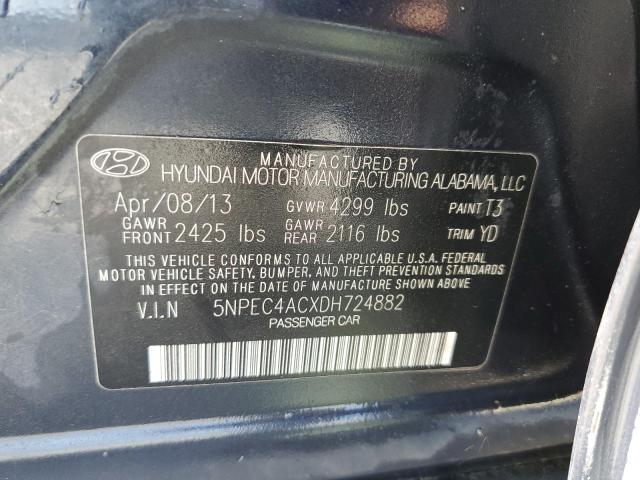 MANUFACTURED BY
HYUNDAI MOTOR MANUFACTURING ALABAMA, LLC
Apr/08/13 GVWR 4299 lbs PAINT T3
GAWR FRONT 2425 lbs GAWR REAR 2116 lbs TRIM YD
THIS VEHICLE CONFORMS TO ALL APPLICABLE U.S.A. FEDERAL
MOTOR VEHICLE SAFETY, BUMPER, AND THEFT PREVENTION STANDARDS
IN EFFECT ON THE DATE OF MANUFACTURE SHOWN ABOVE
V.I.N 5NPEC4ACXDH724882
PASSENGER CAR